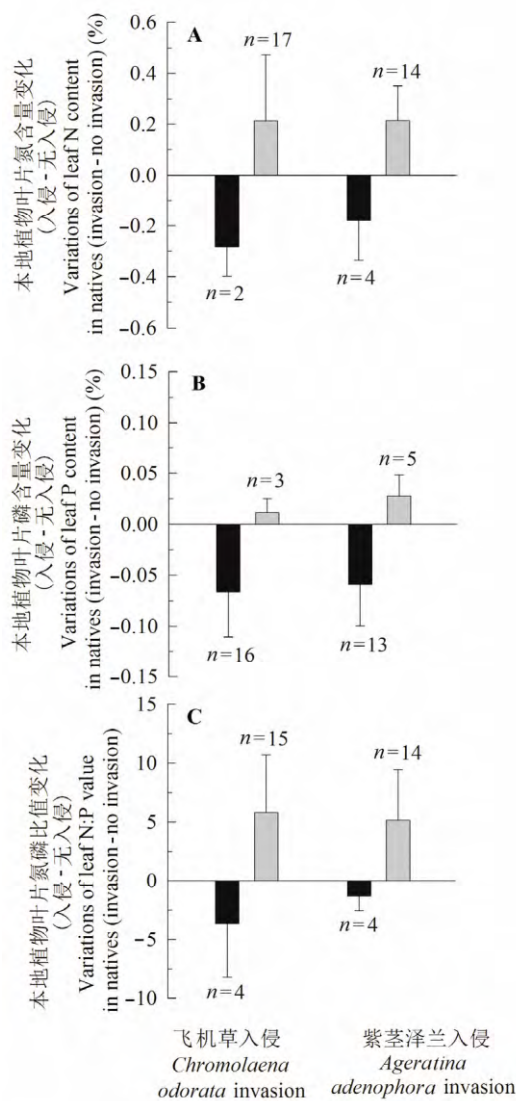 本地植物叶片氮含量变化
(入侵-无入侵)
Variations of leaf N content
in natives (invasion-no invasion) (%)
0.6
0.4
0.2
0.0
-0.2
-0.4
-0.6
A
n=17
n=14
n=2
n=4
本地植物叶片磷含量变化
(入侵-无入侵)
Variations of leaf P content
in natives (invasion-no invasion) (%)
0.15
0.10
0.05
0.00
-0.05
-0.10
0.15
B
n=3
n=5
n=16
n=13
本地植物叶片氮磷比值变化
(入侵-无入侵)
Variations of leaf N:P value
in natives (invasion-no invasion)
15
10
5
0
-5
-10
C
n=15
n=14
n=4
n=4
飞机草入侵
Chromolaena
odorata invasion
紫茎泽兰入侵
Ageratina
adenophora invasion